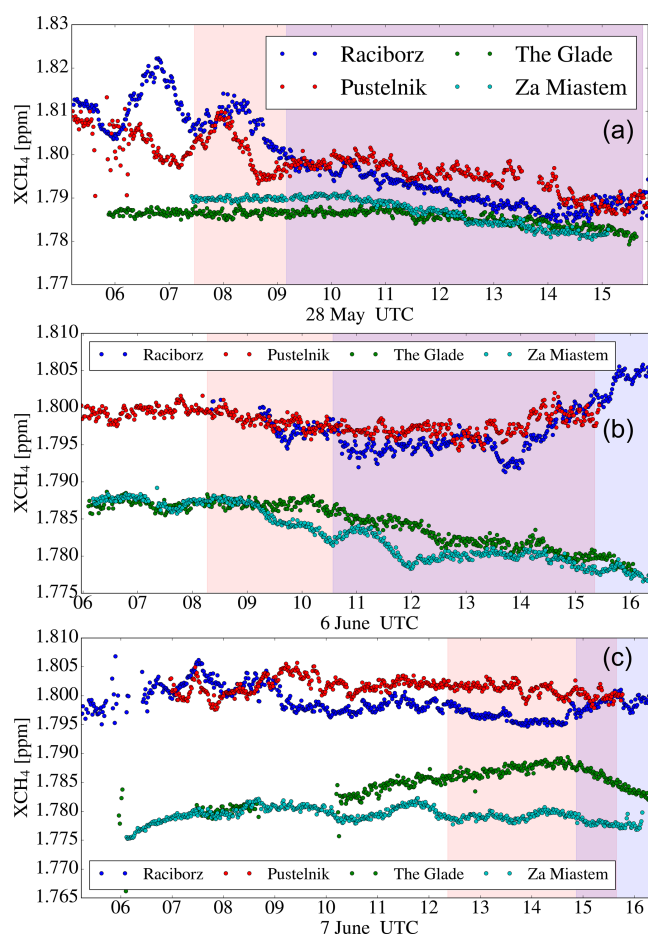 1.83
1.82
1.81
1.80
1.79
1.78
1.77
XCH4 [ppm]
Raciborz The Glade
Pustelnik Za Miastem
(a)
06 07 08 09 10 11 12 13 14 15
28 May UTC
1.810
1.805
1.800
1.795
1.790
1.785
1.780
1.775
XCH4 [ppm]
Raciborz Pustelnik The Glade Za Miastem
(b)
06 07 08 09 10 11 12 13 14 15 16
6 June UTC
1.810
1.805
1.800
1.795
1.790
1.785
1.780
1.775
1.770
1.765
XCH4 [ppm]
(c)
Raciborz Pustelnik The Glade Za Miastem
06 07 08 09 10 11 12 13 14 15 16
7 June UTC